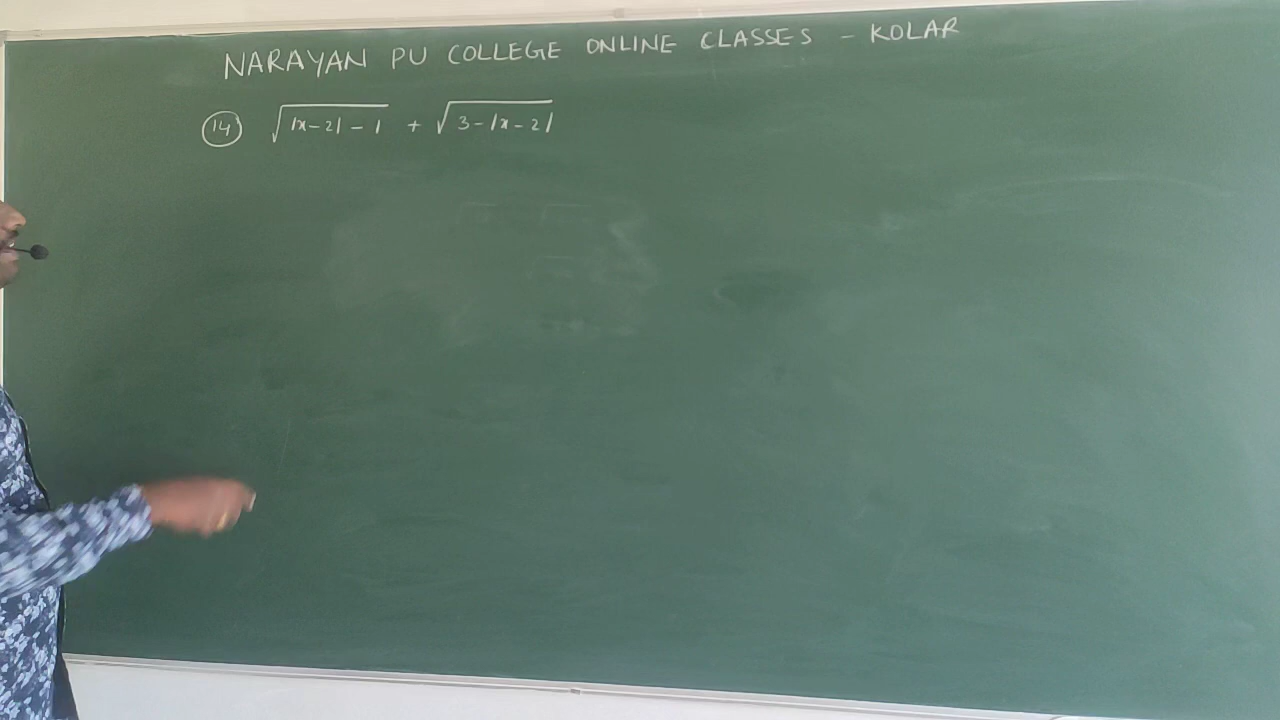 NARAYAN PU COLLEGE ONLINE CLASSES - KOLAR
14) √|x-2| - 1 + √3-|x-2|